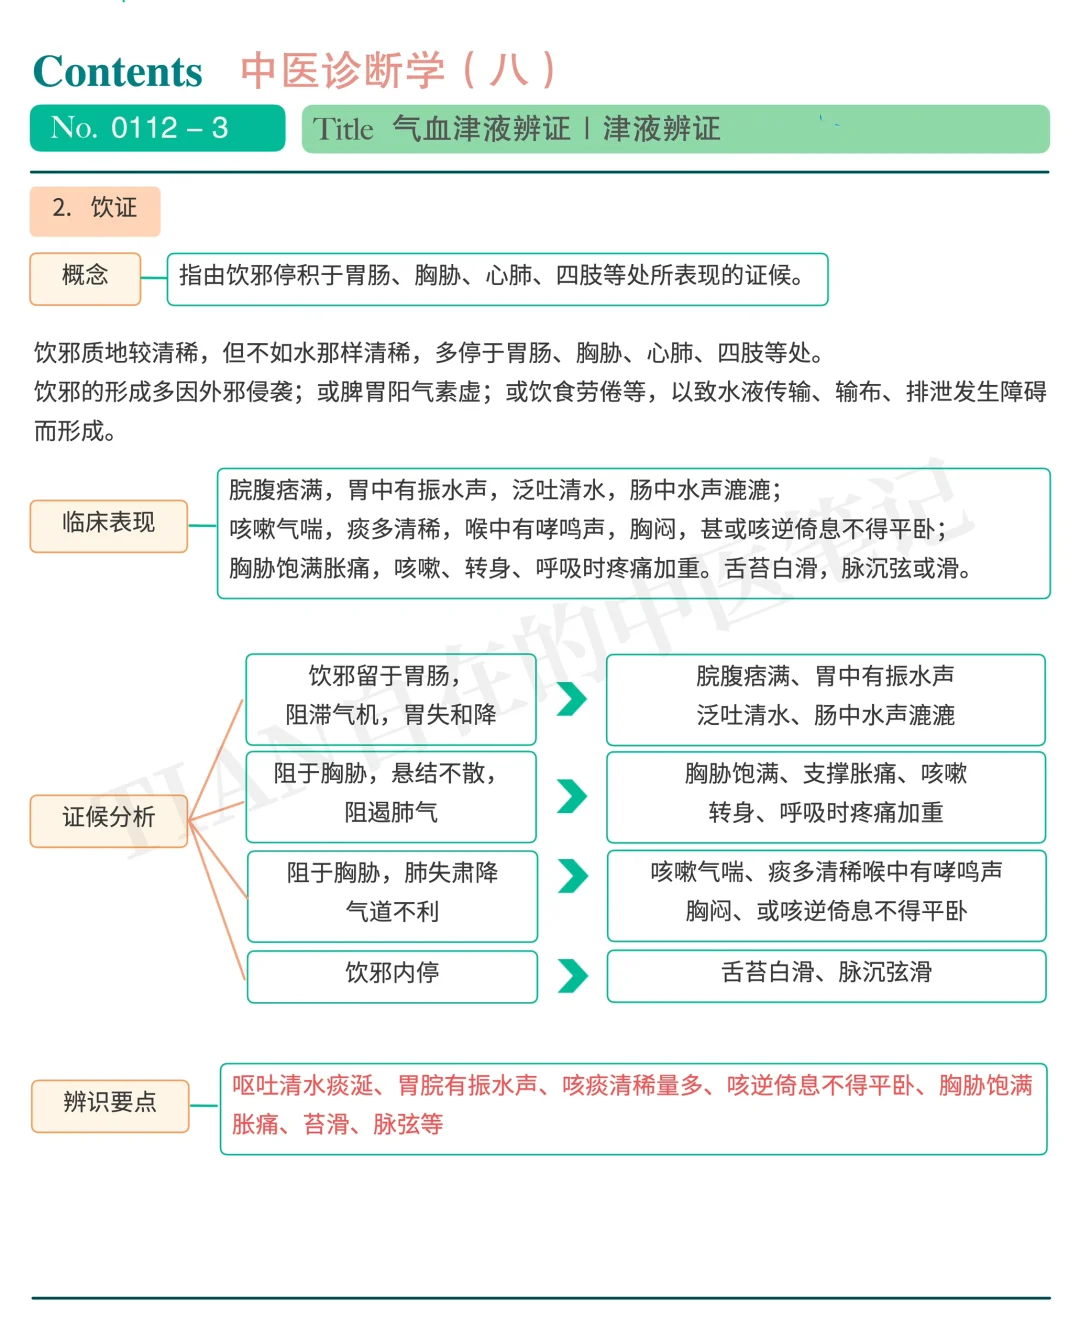 Contents 中医诊断学（八）
No. 0112－3 Title 气血津液辨证｜津液辨证
2. 饮证
概念
指由饮邪停积于胃肠、胸胁、心肺、四肢等处所表现的证候。
饮邪质地较清稀，但不如水那样清稀，多停于胃肠、胸胁、心肺、四肢等处。
饮邪的形成多因外邪侵袭；或脾胃阳气素虚；或饮食劳倦等，以致水液传输、输布、排泄发生障碍
而形成。
临床表现
脘腹痞满，胃中有振水声，泛吐清水，肠中水声漉漉；
咳嗽气喘，痰多清稀，喉中有哮鸣声，胸闷，甚或咳逆倚息不得平卧；
胸胁饱满胀痛，咳嗽、转身、呼吸时疼痛加重。舌苔白滑，脉沉弦或滑。
证候分析
饮邪留于胃肠，
阻滞气机，胃失和降
脘腹痞满、胃中有振水声
泛吐清水、肠中水声漉漉
阻于胸胁，悬结不散，
阻遏肺气
胸胁饱满、支撑胀痛、咳嗽
转身、呼吸时疼痛加重
阻于胸胁，肺失肃降
气道不利
咳嗽气喘、痰多清稀喉中有哮鸣声
胸闷、或咳逆倚息不得平卧
饮邪内停
舌苔白滑、脉沉弦滑
辨识要点
呕吐清水痰涎、胃脘有振水声、咳痰清稀量多、咳逆倚息不得平卧、胸胁饱满
胀痛、苔滑、脉弦等
TIAN自在的中医笔记